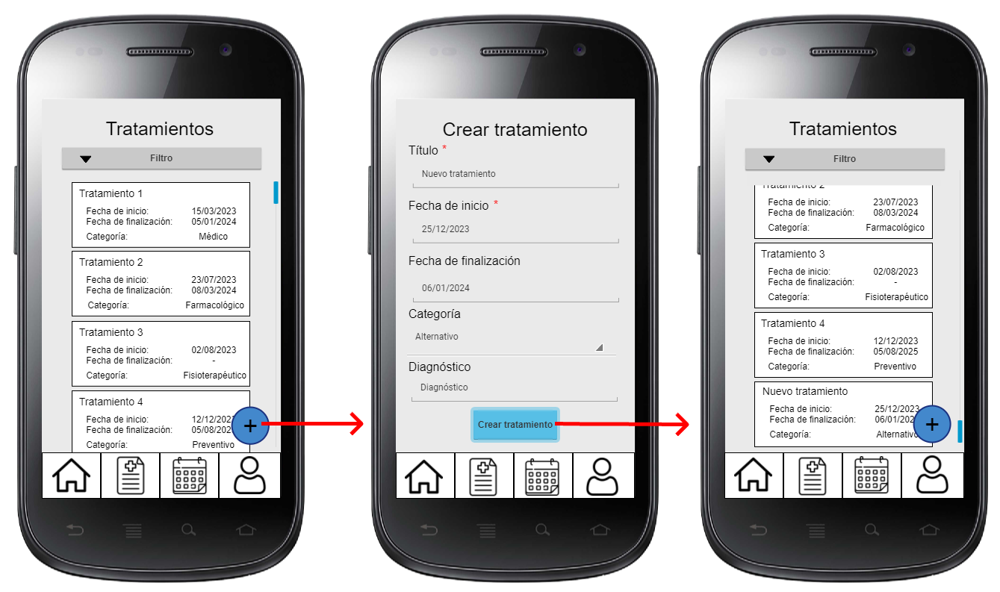 Tratamientos
Filtro
Tratamiento 1
Fecha de inicio: 15/03/2023
Fecha de finalización: 05/01/2024
Categoría: Médico
Tratamiento 2
Fecha de inicio: 23/07/2023
Fecha de finalización: 08/03/2024
Categoría: Farmacológico
Tratamiento 3
Fecha de inicio: 02/08/2023
Fecha de finalización: -
Categoría: Fisioterapéutico
Tratamiento 4
Fecha de inicio: 12/12/202
Fecha de finalización: 05/08/202
Categoría: Preventivo
+
Crear tratamiento
Título *
Nuevo tratamiento
Fecha de inicio *
25/12/2023
Fecha de finalización
06/01/2024
Categoría
Alternativo
Diagnóstico
Diagnóstico
Crear tratamiento
Tratamientos
Filtro
Tratamiento 2
Fecha de inicio: 23/07/2023
Fecha de finalización: 08/03/2024
Categoría: Farmacológico
Tratamiento 3
Fecha de inicio: 02/08/2023
Fecha de finalización: -
Categoría: Fisioterapéutico
Tratamiento 4
Fecha de inicio: 12/12/2023
Fecha de finalización: 05/08/2025
Categoría: Preventivo
Nuevo tratamiento
Fecha de inicio: 25/12/2023
Fecha de finalización: 06/01/202
Categoría: Alternativo
+